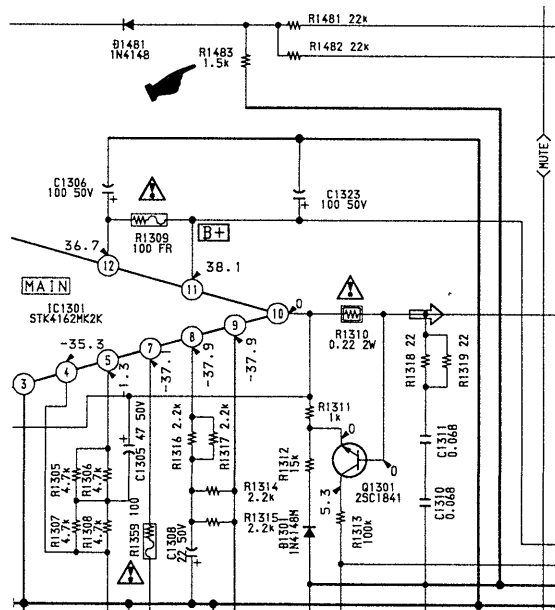 R1481 22k
R1482 22k
D1481
1N4148
R1483
1.5k
MUTE
C1306
100 50V
+
C1323
100 50V
+
R1309
100 FR
B+
36.7
12
38.1
11
MAIN
IC1301
STK4162MK2K
10
0
R1310
0.22 2W
R1318 22
R1319 22
-35.3
-1.3
-37.1
-37.9
-37.9
3
4
5
7
8
9
R1305
4.7k
R1306
4.7k
R1307
4.7k
R1308
4.7k
+
C1305 47 50V
R1359 100
R1316 2.2k
R1317 2.2k
R1314
2.2k
R1315
2.2k
C1308
22 50V
+
R1311
1k
R1312
15k
D1301
1N4148M
0
0
5.3
Q1301
2SC1841
R1313
100k
C1311
0.068
C1310
0.068